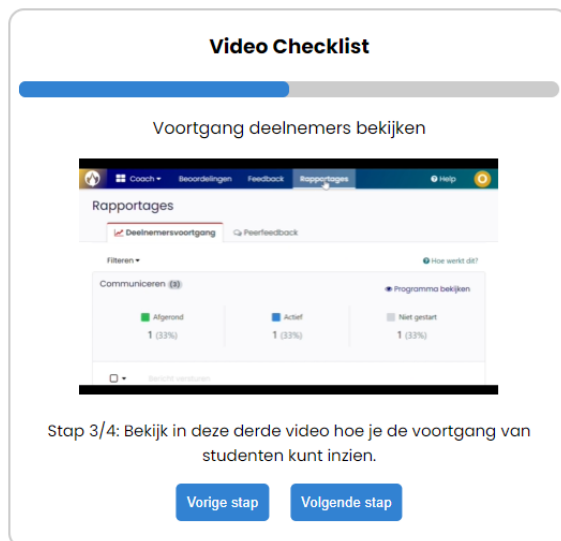 Video Checklist
Voortgang deelnemers bekijken
Coach Beoordelingen Feedback Rapportages Help
Rapportages
Deelnemersvoortgang Peerfeedback
Filteren Hoe werkt dit?
Communiceren (3) Programma bekijken
Afgerond Actief Niet gestart
1 (33%) 1 (33%) 1 (33%)
Bericht versturen
Stap 3/4: Bekijk in deze derde video hoe je de voortgang van
studenten kunt inzien.
Vorige stap Volgende stap